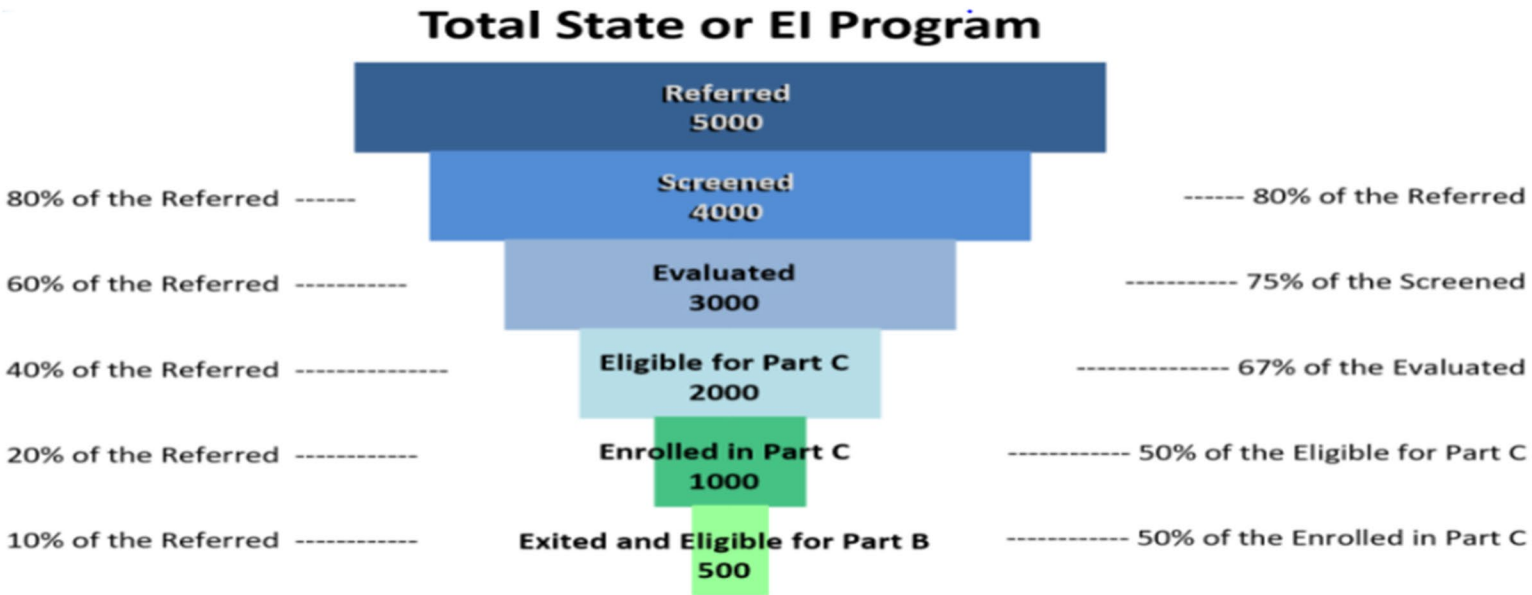 Total State or EI Program
Referred
5000
Screened
4000
80% of the Referred ------
------ 80% of the Referred
Evaluated
3000
60% of the Referred -----------
----------- 75% of the Screened
Eligible for Part C
2000
40% of the Referred ---------------
--------------- 67% of the Evaluated
Enrolled in Part C
1000
20% of the Referred ------------
------------ 50% of the Eligible for Part C
Exited and Eligible for Part B
500
10% of the Referred ------------
------------ 50% of the Enrolled in Part C